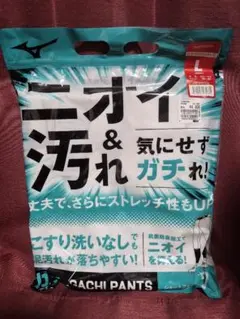 MIZUNO
L
ニオイ
&
汚れ
気にせず
ガチれ!
丈夫で、さらにストレッチ性もUP
こすり洗いなしでも
泥汚れが落ちやすい!
ニオイ
を抑える!
GACHI PANTS